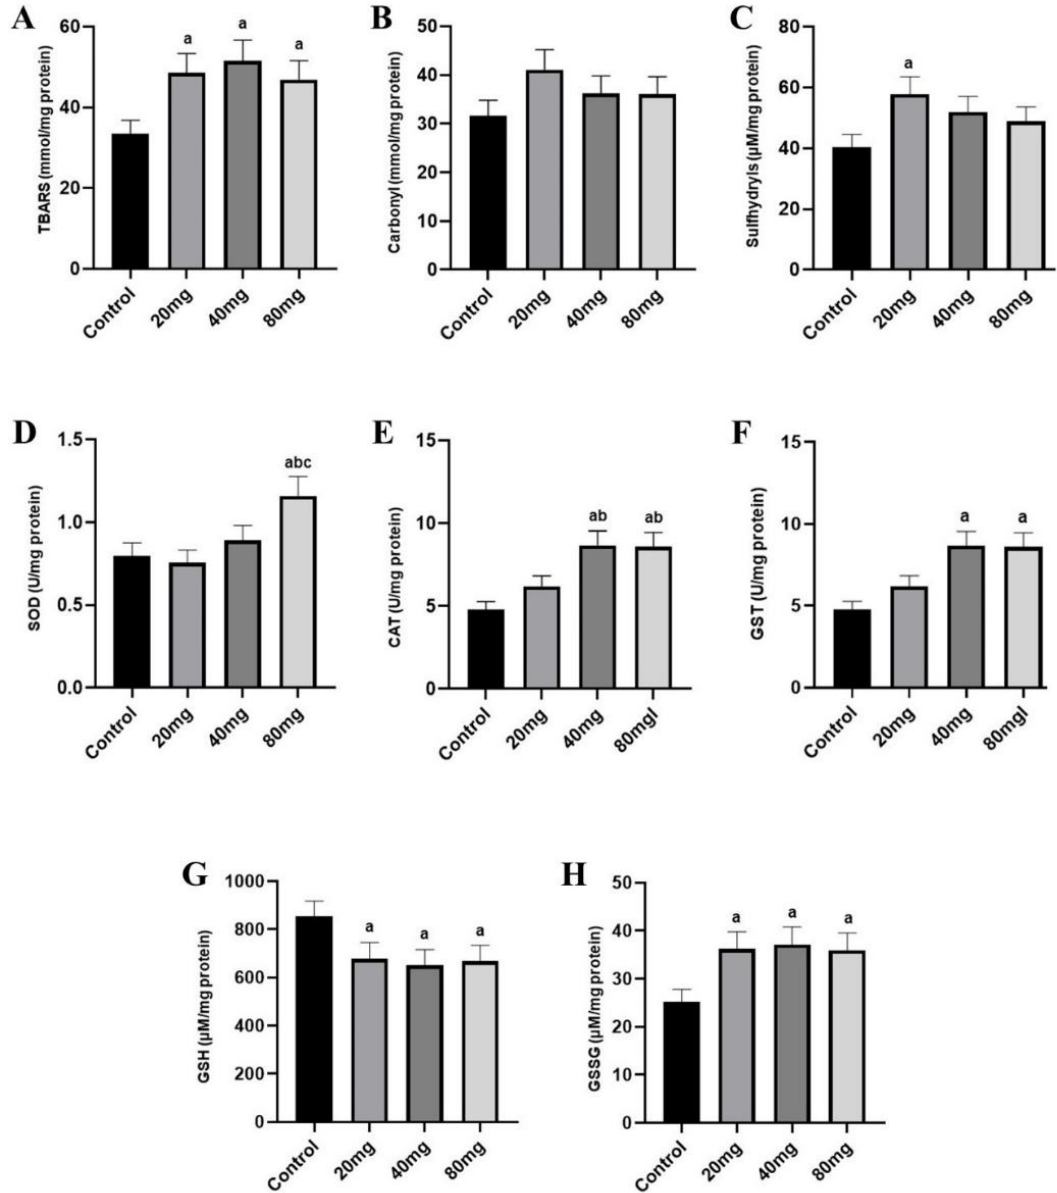 A
TBARS (mmol/mg protein)
60
40
20
0
a
a
a
Control
20mg
40mg
80mg
B
Carbonyl (mmol/mg protein)
50
40
30
20
10
0
Control
20mg
40mg
80mg
C
Sulfhydryls (µM/mg protein)
80
60
40
20
0
a
Control
20mg
40mg
80mg
D
SOD (U/mg protein)
1.5
1.0
0.5
0.0
abc
Control
20mg
40mg
80mg
E
CAT (U/mg protein)
15
10
5
0
ab
ab
Control
20mg
40mg
80mgl
F
GST (U/mg protein)
15
10
5
0
a
a
Control
20mg
40mg
80mgl
G
GSH (µM/mg protein)
1000
800
600
400
200
0
a
a
a
Control
20mg
40mg
80mg
H
GSSG (µM/mg protein)
50
40
30
20
10
0
a
a
a
Control
20mg
40mg
80mg